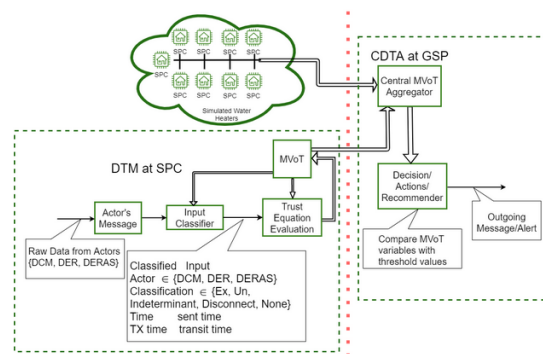 SPC SPC SPC SPC
SPC
SPC SPC SPC SPC
Simulated Water
Heaters
CDTA at GSP
Central MVoT
Aggregator
DTM at SPC
MVoT
Actor's
Message
Input
Classifier
Trust
Equation
Evaluation
Decision/
Actions/
Recommender
Raw Data from Actors
{DCM, DER, DERAS}
Classified Input
Actor ∈ {DCM, DER, DERAS}
Classification ∈ {Ex, Un,
Indeterminant, Disconnect, None}
Time sent time
TX time transit time
Compare MVoT
variables with
threshold values
Outgoing
Message/Alert